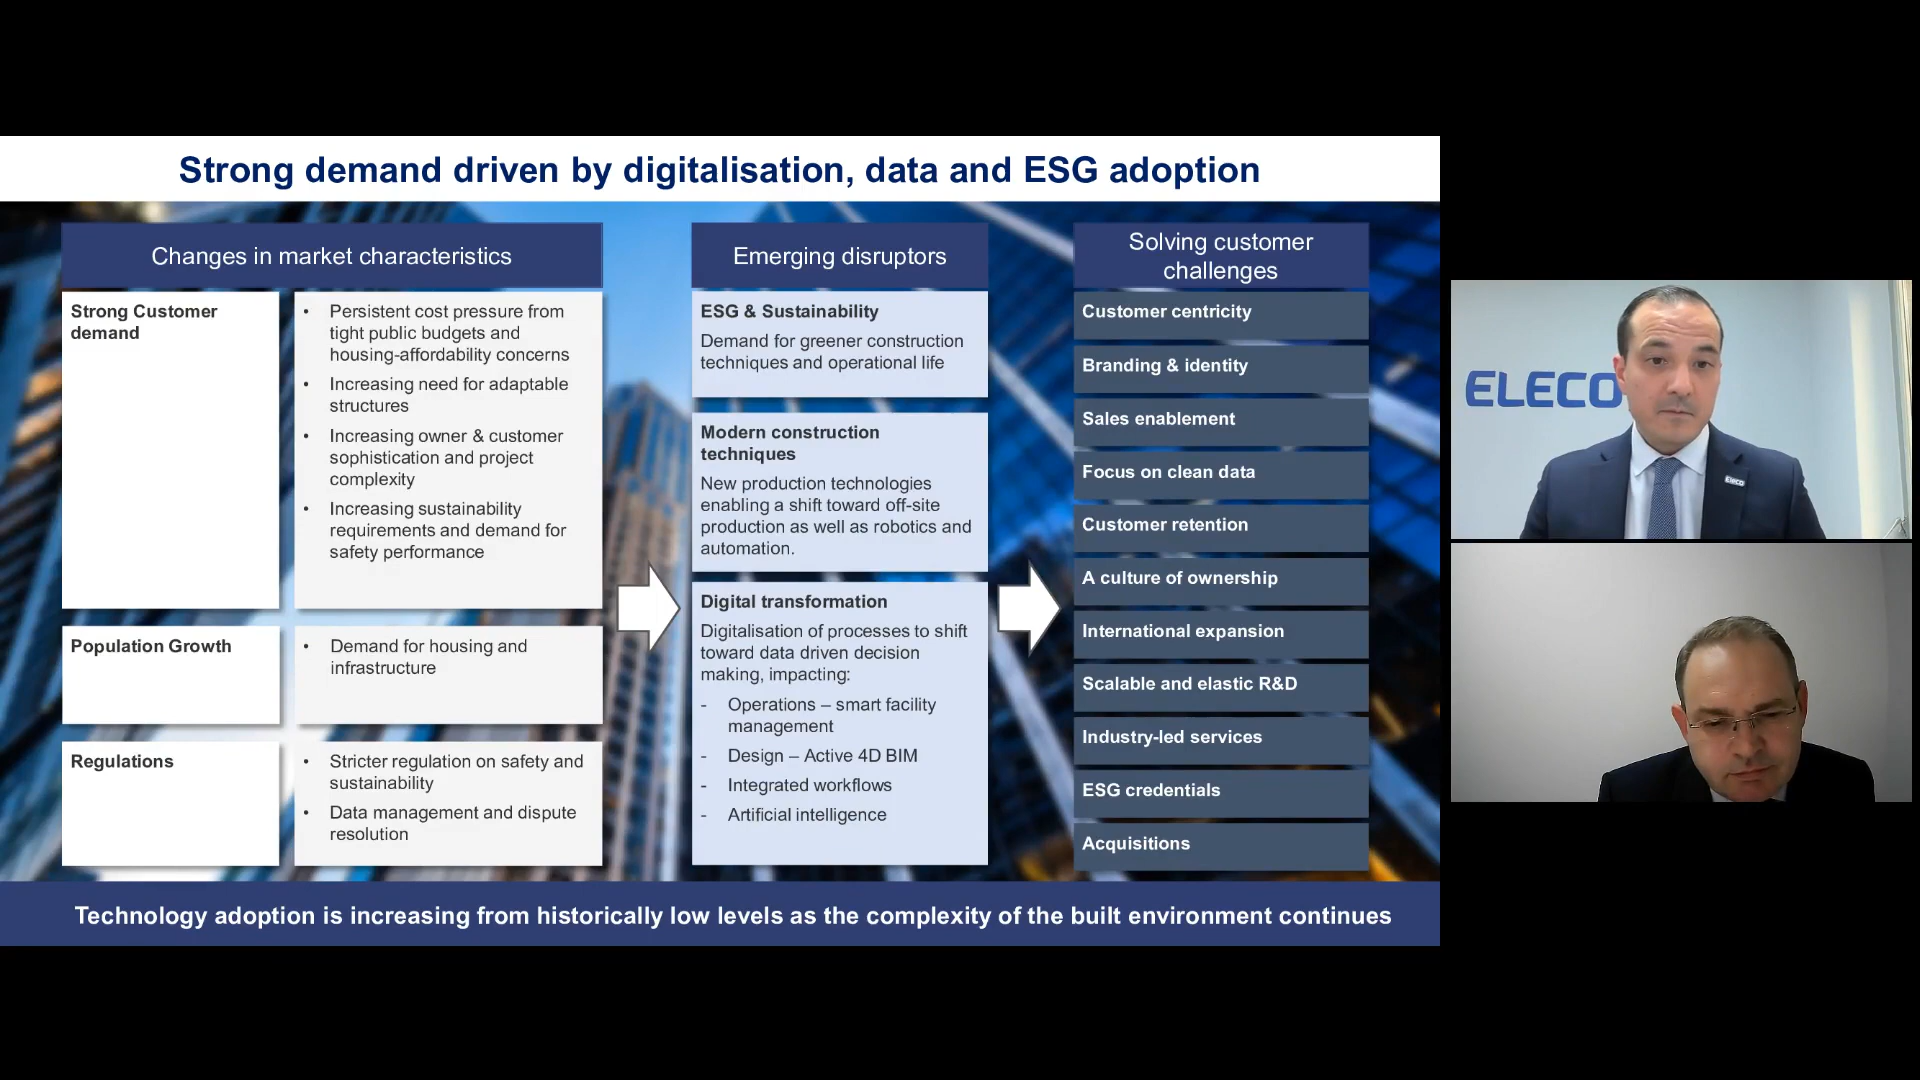 Strong demand driven by digitalisation, data and ESG adoption
Changes in market characteristics
Strong Customer
demand
• Persistent cost pressure from
tight public budgets and
housing-affordability concerns
• Increasing need for adaptable
structures
• Increasing owner & customer
sophistication and project
complexity
• Increasing sustainability
requirements and demand for
safety performance
Population Growth
• Demand for housing and
infrastructure
Regulations
• Stricter regulation on safety and
sustainability
• Data management and dispute
resolution
Emerging disruptors
ESG & Sustainability
Demand for greener construction
techniques and operational life
Modern construction
techniques
New production technologies
enabling a shift toward off-site
production as well as robotics and
automation.
Digital transformation
Digitalisation of processes to shift
toward data driven decision
making, impacting:
- Operations – smart facility
management
- Design – Active 4D BIM
- Integrated workflows
- Artificial intelligence
Solving customer
challenges
Customer centricity
Branding & identity
Sales enablement
Focus on clean data
Customer retention
A culture of ownership
International expansion
Scalable and elastic R&D
Industry-led services
ESG credentials
Acquisitions
Technology adoption is increasing from historically low levels as the complexity of the built environment continues
ELECO
Eleco